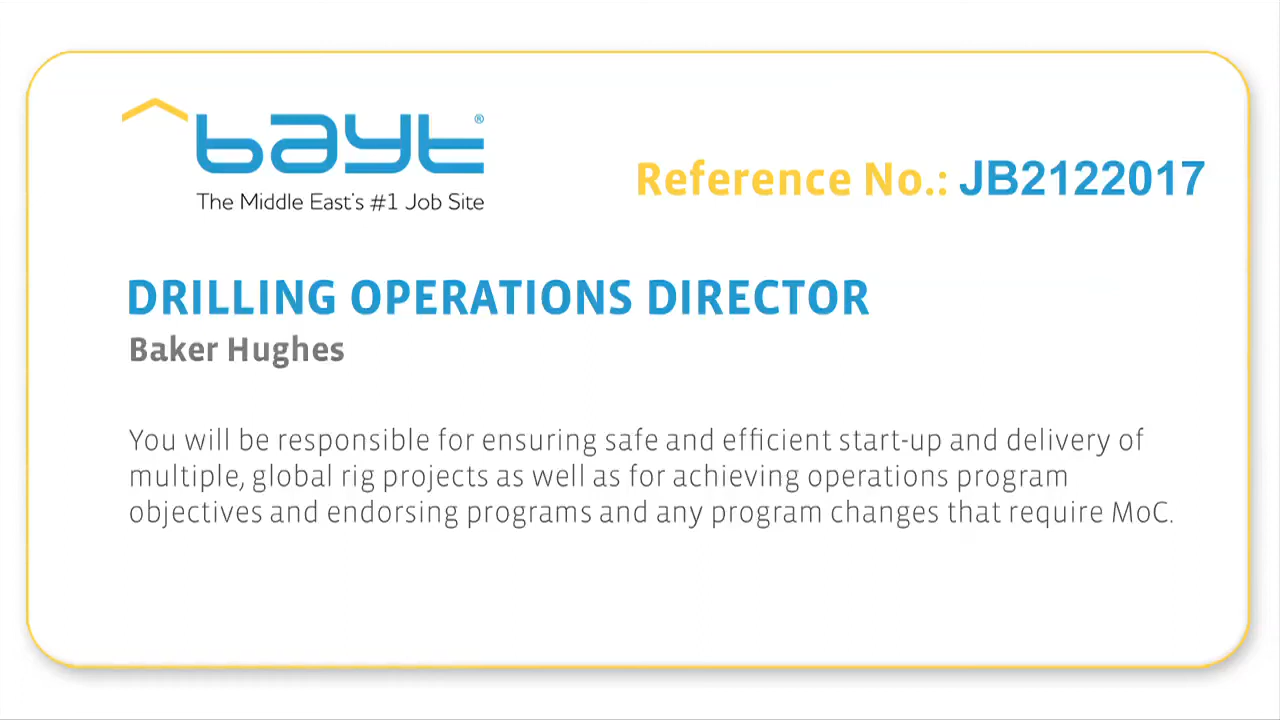 bayt®
The Middle East's #1 Job Site
Reference No.: JB2122017
DRILLING OPERATIONS DIRECTOR
Baker Hughes
You will be responsible for ensuring safe and efficient start-up and delivery of
multiple, global rig projects as well as for achieving operations program
objectives and endorsing programs and any program changes that require MoC.